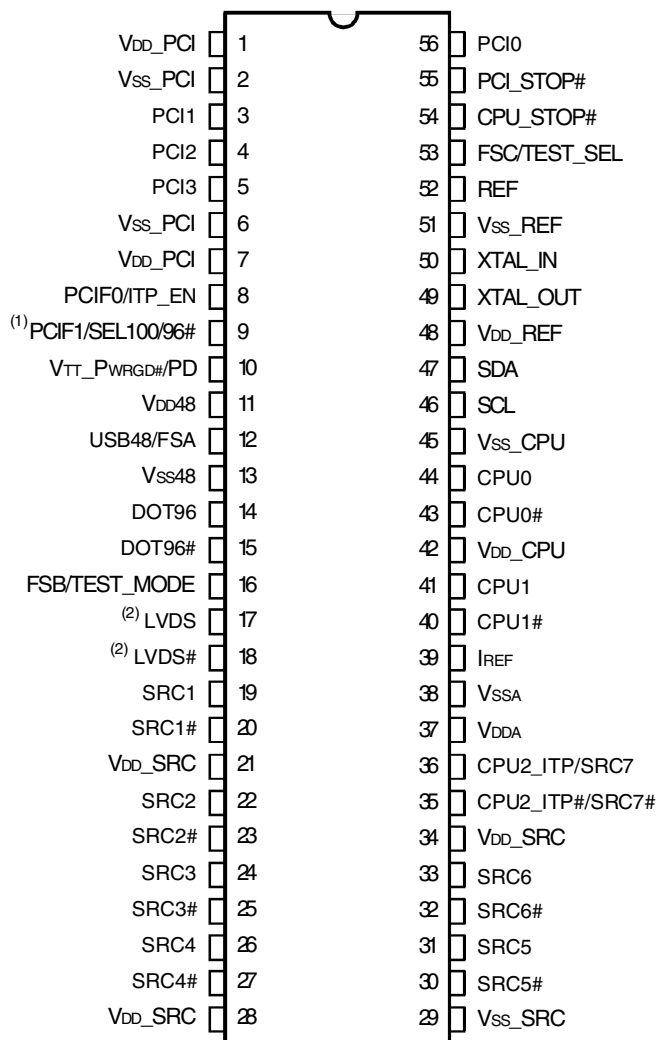 VDD_PCI 1 56 PCI0
VSS_PCI 2 55 PCI_STOP#
PCI1 3 54 CPU_STOP#
PCI2 4 53 FSC/TEST_SEL
PCI3 5 52 REF
VSS_PCI 6 51 VSS_REF
VDD_PCI 7 50 XTAL_IN
PCIF0/ITP_EN 8 49 XTAL_OUT
(1) PCIF1/SEL100/96# 9 48 VDD_REF
VTT_PWRGD#/PD 10 47 SDA
VDD48 11 46 SCL
USB48/FSA 12 45 VSS_CPU
VSS48 13 44 CPU0
DOT96 14 43 CPU0#
DOT96# 15 42 VDD_CPU
FSB/TEST_MODE 16 41 CPU1
(2) LVDS 17 40 CPU1#
(2) LVDS# 18 39 IREF
SRC1 19 38 VSSA
SRC1# 20 37 VDDA
VDD_SRC 21 36 CPU2_ITP/SRC7
SRC2 22 35 CPU2_ITP#/SRC7#
SRC2# 23 34 VDD_SRC
SRC3 24 33 SRC6
SRC3# 25 32 SRC6#
SRC4 26 31 SRC5
SRC4# 27 30 SRC5#
VDD_SRC 28 29 VSS_SRC